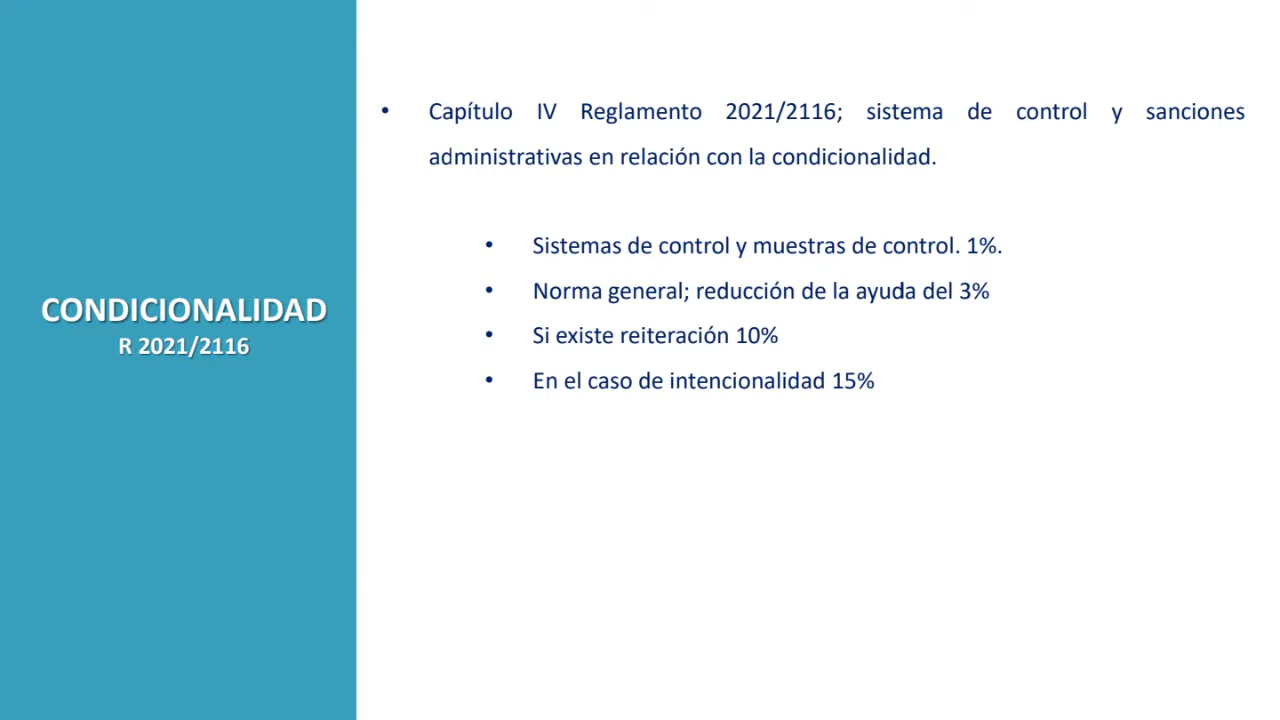 CONDICIONALIDAD
R 2021/2116
• Capítulo IV Reglamento 2021/2116; sistema de control y sanciones
administrativas en relación con la condicionalidad.
• Sistemas de control y muestras de control. 1%.
• Norma general; reducción de la ayuda del 3%
• Si existe reiteración 10%
• En el caso de intencionalidad 15%